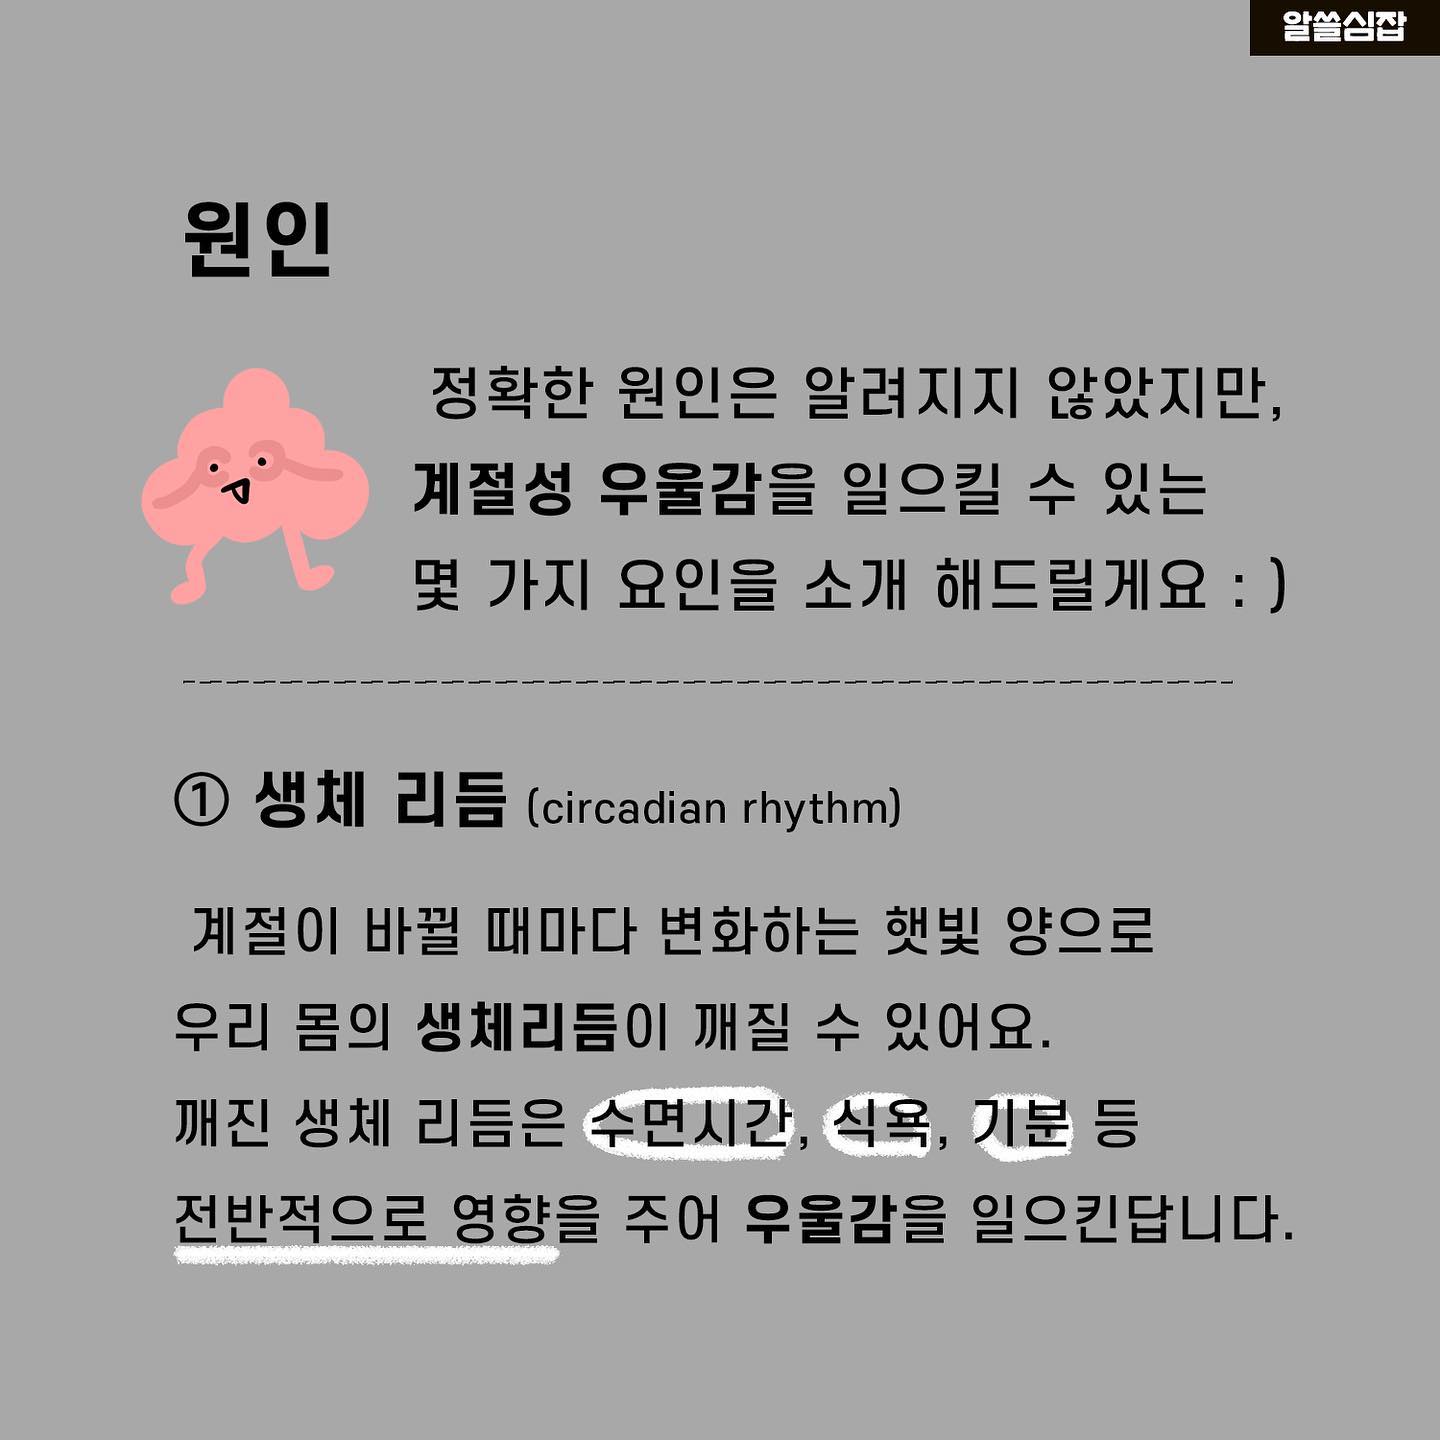 알쓸심잡
원인
정확한 원인은 알려지지 않았지만,
계절성 우울감을 일으킬 수 있는
몇 가지 요인을 소개 해드릴게요 : )
① 생체 리듬 (circadian rhythm)
계절이 바뀔 때마다 변화하는 햇빛 양으로
우리 몸의 생체리듬이 깨질 수 있어요.
깨진 생체 리듬은 수면시간, 식욕, 기분 등
전반적으로 영향을 주어 우울감을 일으킨답니다.